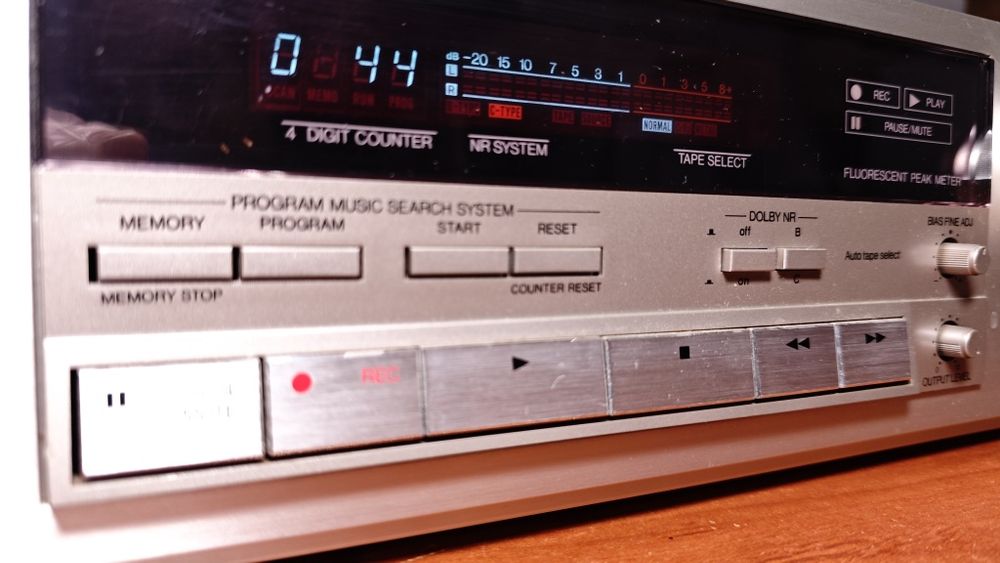 0 44
dB -20 15 10 7.5 3 1 0 1 3.5 8+
L
R
SCAN MEMO RUN PROG
C-TYPE
NORMAL
4 DIGIT COUNTER
NR SYSTEM
TAPE SELECT
REC
PLAY
PAUSE/MUTE
FLUORESCENT PEAK METER
PROGRAM MUSIC SEARCH SYSTEM
MEMORY PROGRAM START RESET
MEMORY STOP
COUNTER RESET
DOLBY NR
off B
on C
Auto tape select
BIAS FINE ADJ
REC
OUTPUT LEVEL